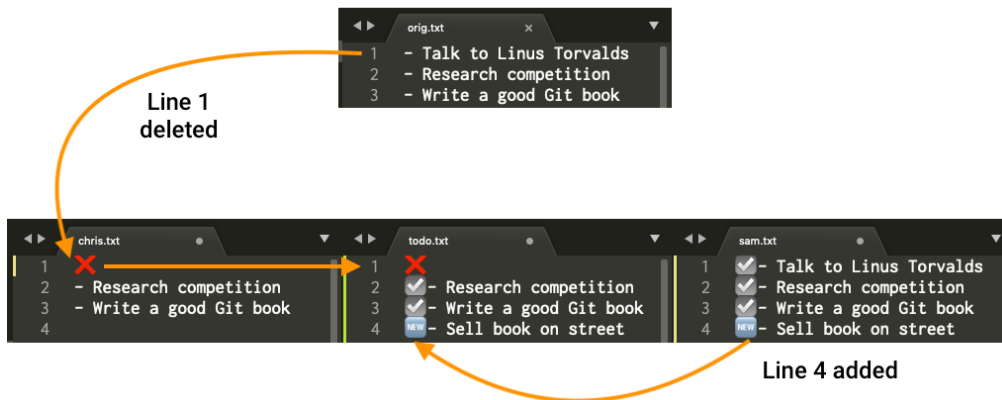 orig.txt
1 - Talk to Linus Torvalds
2 - Research competition
3 - Write a good Git book
Line 1
deleted
chris.txt
1
2 - Research competition
3 - Write a good Git book
4
todo.txt
1
2 - Research competition
3 - Write a good Git book
4 NEW - Sell book on street
sam.txt
1 - Talk to Linus Torvalds
2 - Research competition
3 - Write a good Git book
4 NEW - Sell book on street
Line 4 added